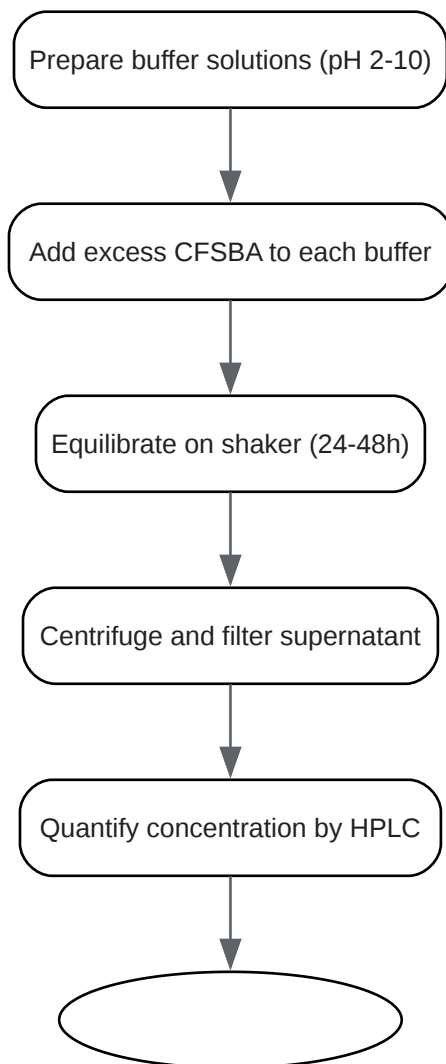 Prepare buffer solutions (pH 2-10)
Add excess CFSBA to each buffer
Equilibrate on shaker (24-48h)
Centrifuge and filter supernatant
Quantify concentration by HPLC